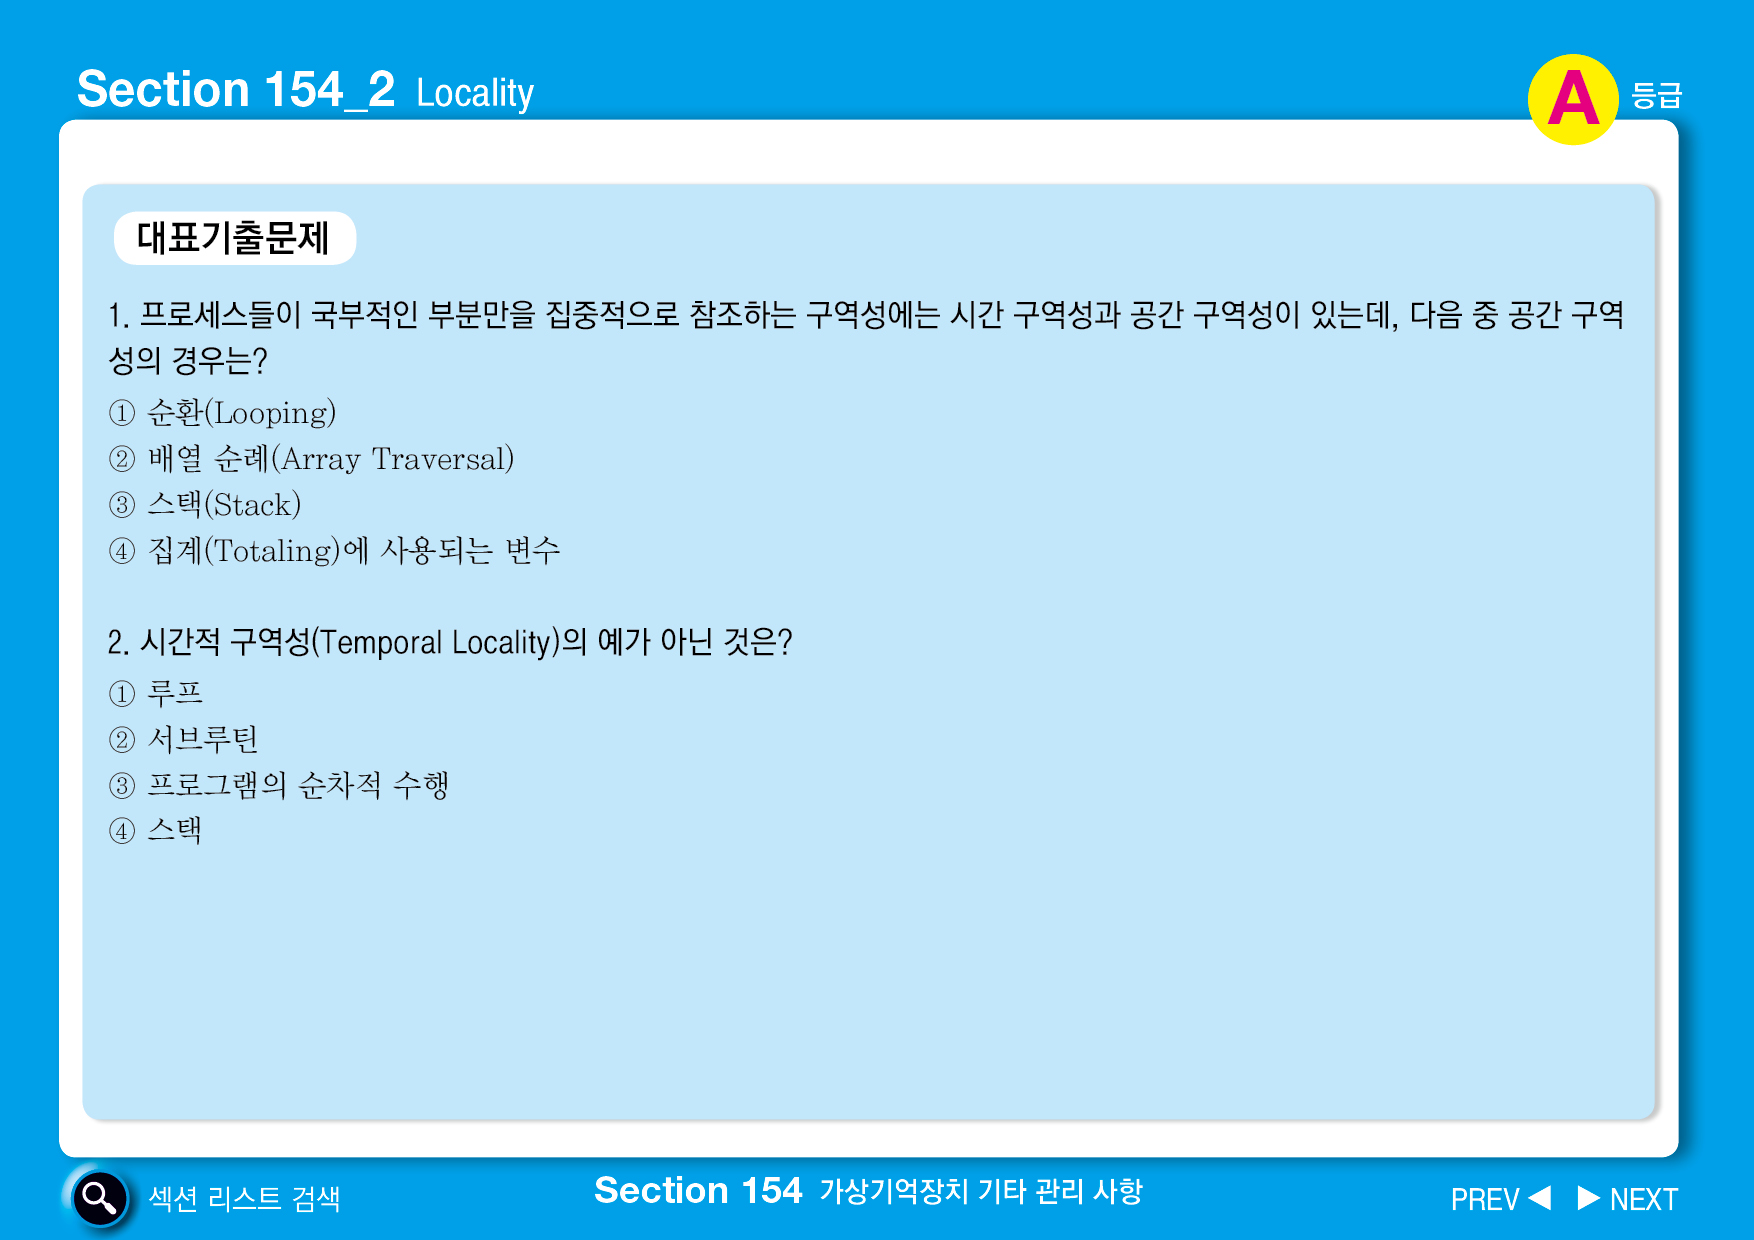 Section 154_2 Locality
A 등급
대표기출문제
1. 프로세스들이 국부적인 부분만을 집중적으로 참조하는 구역성에는 시간 구역성과 공간 구역성이 있는데, 다음 중 공간 구역
성의 경우는?
① 순환(Looping)
② 배열 순례(Array Traversal)
③ 스택(Stack)
④ 집계(Totaling)에 사용되는 변수
2. 시간적 구역성(Temporal Locality)의 예가 아닌 것은?
① 루프
② 서브루틴
③ 프로그램의 순차적 수행
④ 스택
섹션 리스트 검색
Section 154 가상기억장치 기타 관리 사항
PREV ◀ ▶ NEXT